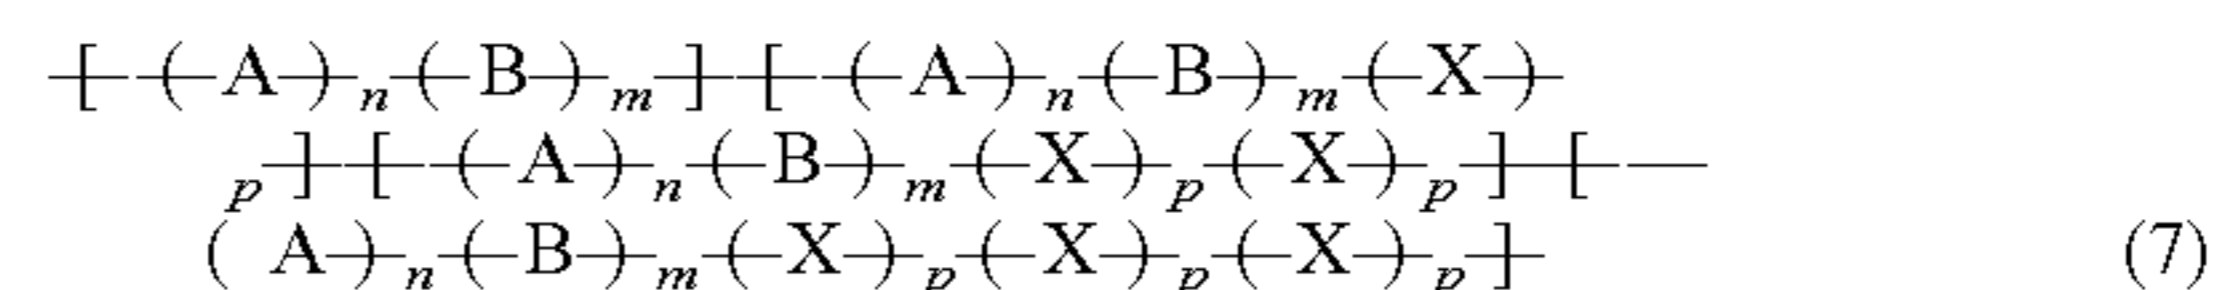 —[— —(—A—)—n—(—B—)—m—]— —[— —(—A—)—n—(—B—)—m—(—X—)—
p—]— —[— —(—A—)—n—(—B—)—m—(—X—)—p—(—X—)—p—]— —[— —
( A—)—n—(—B—)—m—(—X—)—p—(—X—)—p—(—X—)—p—]— (7)